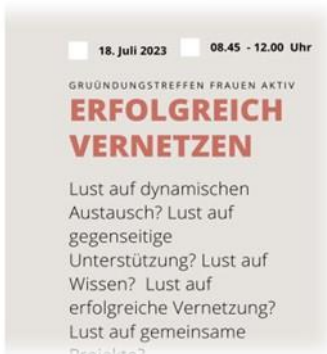 18. Juli 2023 08.45 - 12.00 Uhr
GRUÜNDUNGSTREFFEN FRAUEN AKTIV
ERFOLGREICH
VERNETZEN
Lust auf dynamischen
Austausch? Lust auf
gegenseitige
Unterstützung? Lust auf
Wissen? Lust auf
erfolgreiche Vernetzung?
Lust auf gemeinsame
Projekte?